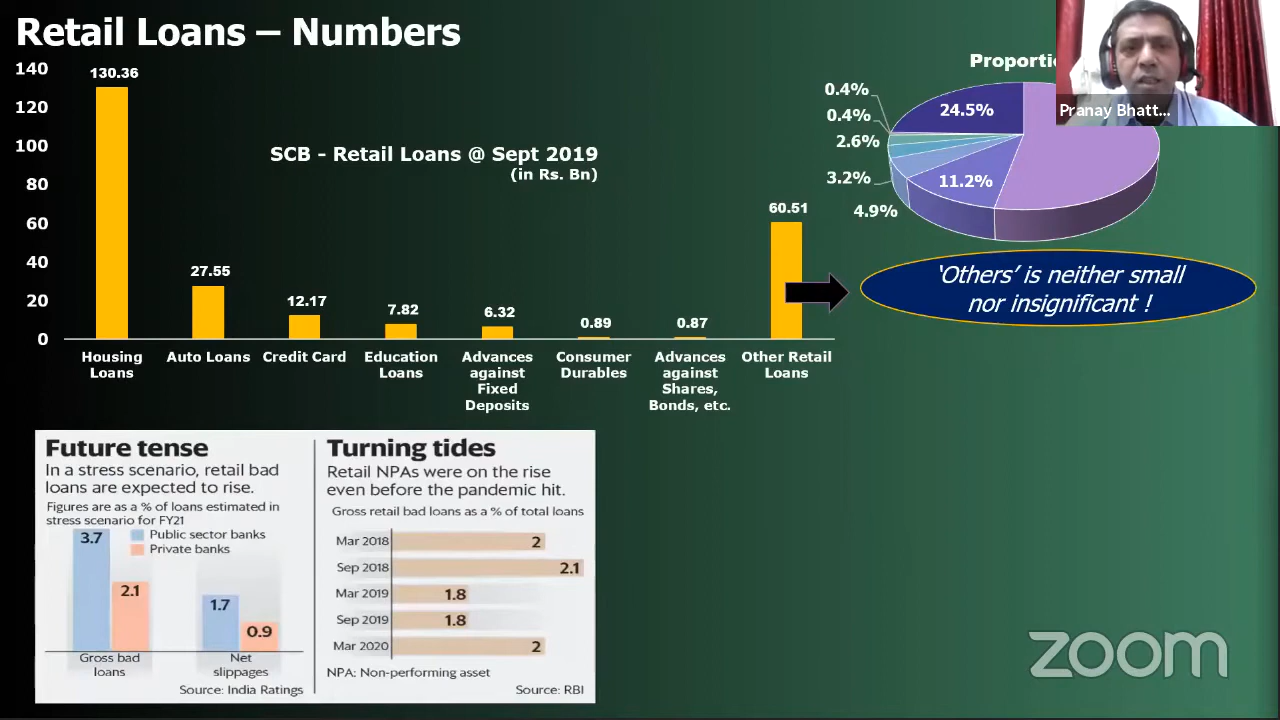 Retail Loans – Numbers
140
120
100
80
60
40
20
0
130.36
27.55
12.17
7.82
6.32
0.89
0.87
60.51
SCB - Retail Loans @ Sept 2019
(in Rs. Bn)
Housing
Loans
Auto Loans
Credit Card
Education
Loans
Advances
against
Fixed
Deposits
Consumer
Durables
Advances
against
Shares,
Bonds, etc.
Other Retail
Loans
Pranay Bhatt...
0.4%
0.4%
2.6%
3.2%
4.9%
11.2%
24.5%
‘Others’ is neither small
nor insignificant !
Future tense
In a stress scenario, retail bad
loans are expected to rise.
Figures are as a % of loans estimated in
stress scenario for FY21
Public sector banks
Private banks
3.7
2.1
1.7
0.9
Gross bad
loans
Net
slippages
Source: India Ratings
Turning tides
Retail NPAs were on the rise
even before the pandemic hit.
Gross retail bad loans as a % of total loans
Mar 2018 2
Sep 2018 2.1
Mar 2019 1.8
Sep 2019 1.8
Mar 2020 2
NPA: Non-performing asset
Source: RBI
zoom